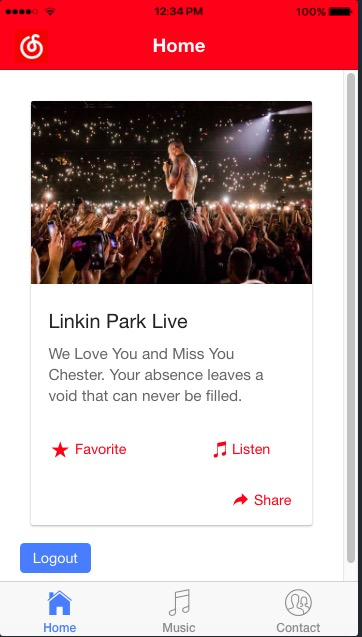 12:34 PM 100%
Home
Linkin Park Live
We Love You and Miss You
Chester. Your absence leaves a
void that can never be filled.
Favorite Listen
Share
Logout
Home Music Contact